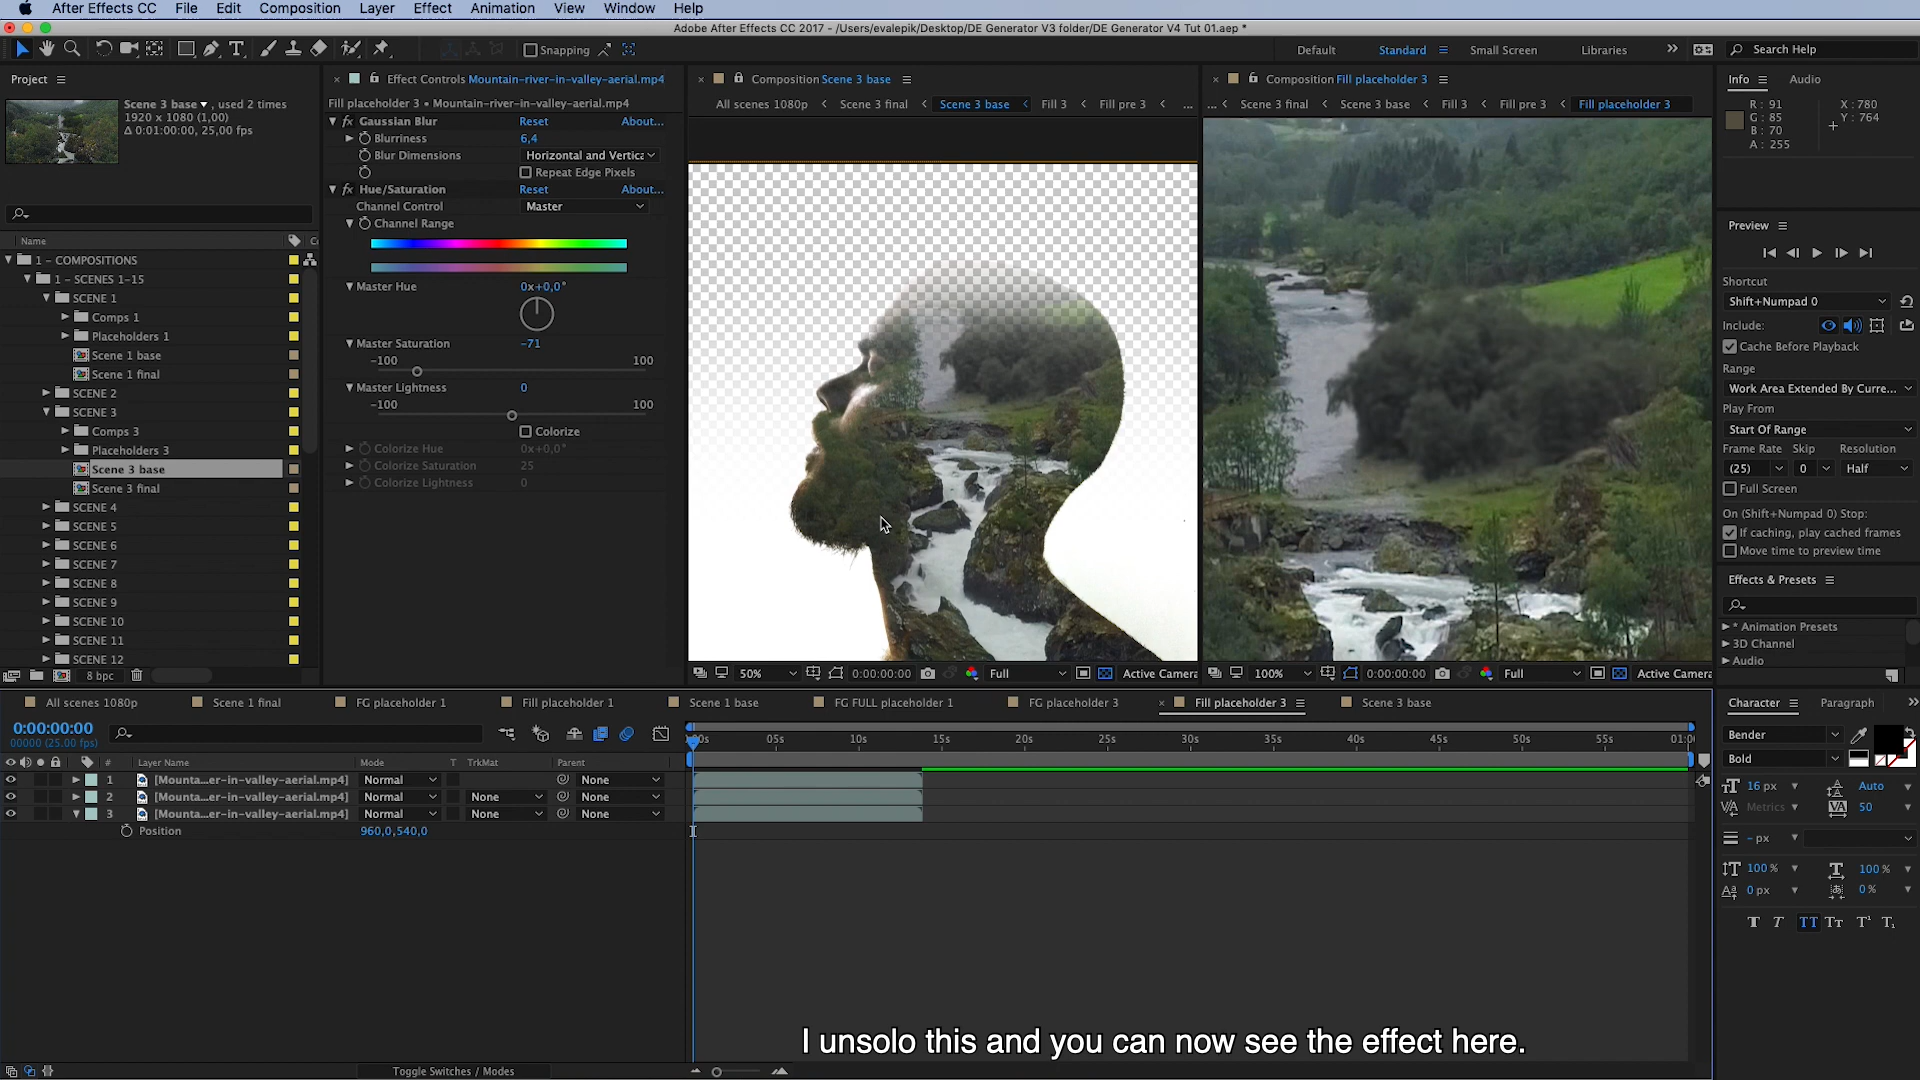 After Effects CC File Edit Composition Layer Effect Animation View Window Help
Adobe After Effects CC 2017 - /Users/evalepik/Desktop/DE Generator V3 folder/DE Generator V4 Tut 01.aep *
Snapping Default Standard Small Screen Libraries Search Help
Project
Scene 3 base, used 2 times
1920 x 1080 (1,00)
Δ 0:01:00:00, 25,00 fps
Name
1 - COMPOSITIONS
1 - SCENES 1-15
SCENE 1
Comps 1
Placeholders 1
Scene 1 base
Scene 1 final
SCENE 2
SCENE 3
Comps 3
Placeholders 3
Scene 3 base
Scene 3 final
SCENE 4
SCENE 5
SCENE 6
SCENE 7
SCENE 8
SCENE 9
SCENE 10
SCENE 11
SCENE 12
8 bpc
Effect Controls Mountain-river-in-valley-aerial.mp4
Fill placeholder 3 • Mountain-river-in-valley-aerial.mp4
fx Gaussian Blur Reset About...
Blurriness 6,4
Blur Dimensions Horizontal and Vertica
Repeat Edge Pixels
fx Hue/Saturation Reset About...
Channel Control Master
Channel Range
Master Hue 0x+0,0°
Master Saturation -71
-100 100
Master Lightness 0
-100 100
Colorize
Colorize Hue 0x+0,0°
Colorize Saturation 25
Colorize Lightness 0
Composition Scene 3 base
All scenes 1080p Scene 3 final Scene 3 base Fill 3 Fill pre 3 ...
50% 0:00:00:00 Full Active Camera
Composition Fill placeholder 3
... Scene 3 final Scene 3 base Fill 3 Fill pre 3 Fill placeholder 3
100% 0:00:00:00 Full Active Camera
Info Audio
R : 91 X : 780
G : 85 Y : 764
B : 70
A : 255
Preview
Shortcut
Shift+Numpad 0
Include:
Cache Before Playback
Range
Work Area Extended By Curre...
Play From
Start Of Range
Frame Rate Skip Resolution
(25) 0 Half
Full Screen
On (Shift+Numpad 0) Stop:
If caching, play cached frames
Move time to preview time
Effects & Presets
* Animation Presets
3D Channel
Audio
All scenes 1080p Scene 1 final FG placeholder 1 Fill placeholder 1 Scene 1 base FG FULL placeholder 1 FG placeholder 3 Fill placeholder 3 Scene 3 base
0:00:00:00
00000 (25.00 fps)
05s 10s 15s 20s 25s 30s 35s 40s 45s 50s 55s 01:0
# Layer Name Mode T TrkMat Parent
1 [Mounta...er-in-valley-aerial.mp4] Normal None
2 [Mounta...er-in-valley-aerial.mp4] Normal None None
3 [Mounta...er-in-valley-aerial.mp4] Normal None None
Position 960,0,540,0
Toggle Switches / Modes
Character Paragraph
Bender
Bold
16 px Auto
Metrics 50
- px
100 % 100 %
0 px 0 %
T T TT Tт T¹ T₁
I unsolo this and you can now see the effect here.